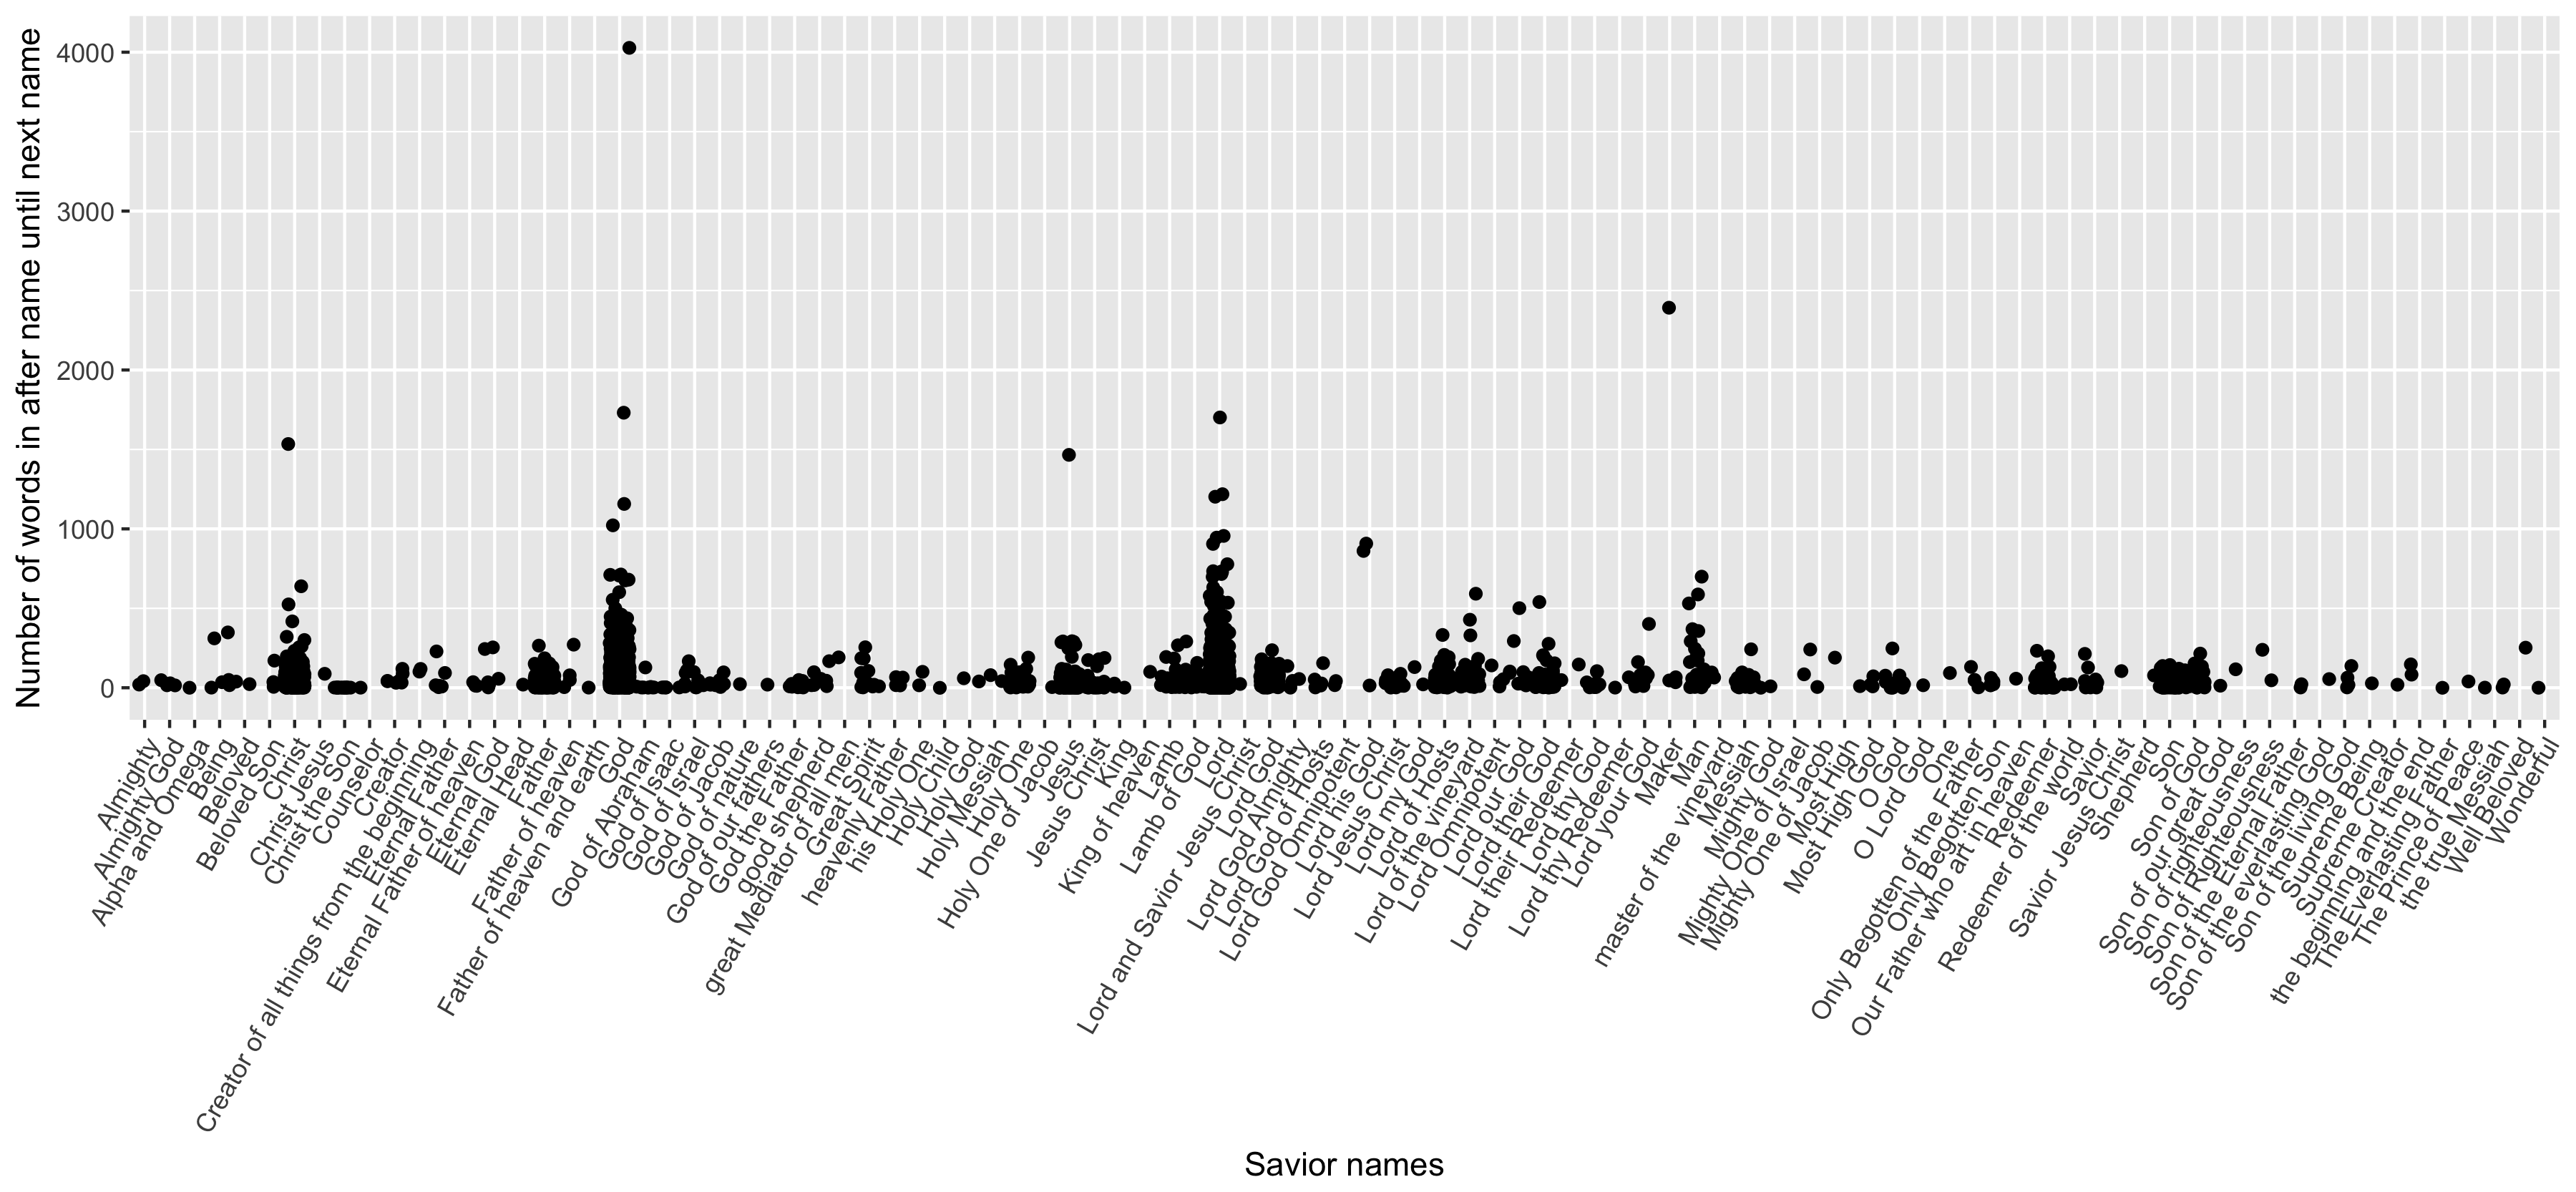 Number of words in after name until next name
4000
3000
2000
1000
0
Almighty
Almighty God
Alpha and Omega
Being
Beloved
Beloved Son
Christ
Christ Jesus
Christ the Son
Counselor
Creator
Creator of all things from the beginning
Eternal Father
Eternal Father of heaven
Eternal God
Eternal Head
Father
Father of heaven
Father of heaven and earth
God
God of Abraham
God of Isaac
God of Israel
God of Jacob
God of nature
God of our fathers
God the Father
good shepherd
great Mediator of all men
Great Spirit
heavenly Father
his Holy One
Holy Child
Holy God
Holy Messiah
Holy One
Holy One of Jacob
Jesus
Jesus Christ
King
King of heaven
Lamb
Lamb of God
Lord
Lord and Savior Jesus Christ
Lord God
Lord God Almighty
Lord God of Hosts
Lord God Omnipotent
Lord his God
Lord Jesus Christ
Lord my God
Lord of Hosts
Lord of the vineyard
Lord Omnipotent
Lord our God
Lord their God
Lord their Redeemer
Lord thy God
Lord thy Redeemer
Lord your God
Maker
Man
master of the vineyard
Messiah
Mighty God
Mighty One of Israel
Mighty One of Jacob
Most High
Most High God
O God
O Lord God
One
Only Begotten of the Father
Only Begotten Son
Our Father who art in heaven
Redeemer
Redeemer of the world
Savior
Savior Jesus Christ
Shepherd
Son
Son of God
Son of our great God
Son of righteousness
Son of Righteousness
Son of the Eternal Father
Son of the everlasting God
Son of the living God
Supreme Being
Supreme Creator
the beginning and the end
The Everlasting Father
The Prince of Peace
the true Messiah
Well Beloved
Wonderful
Savior names